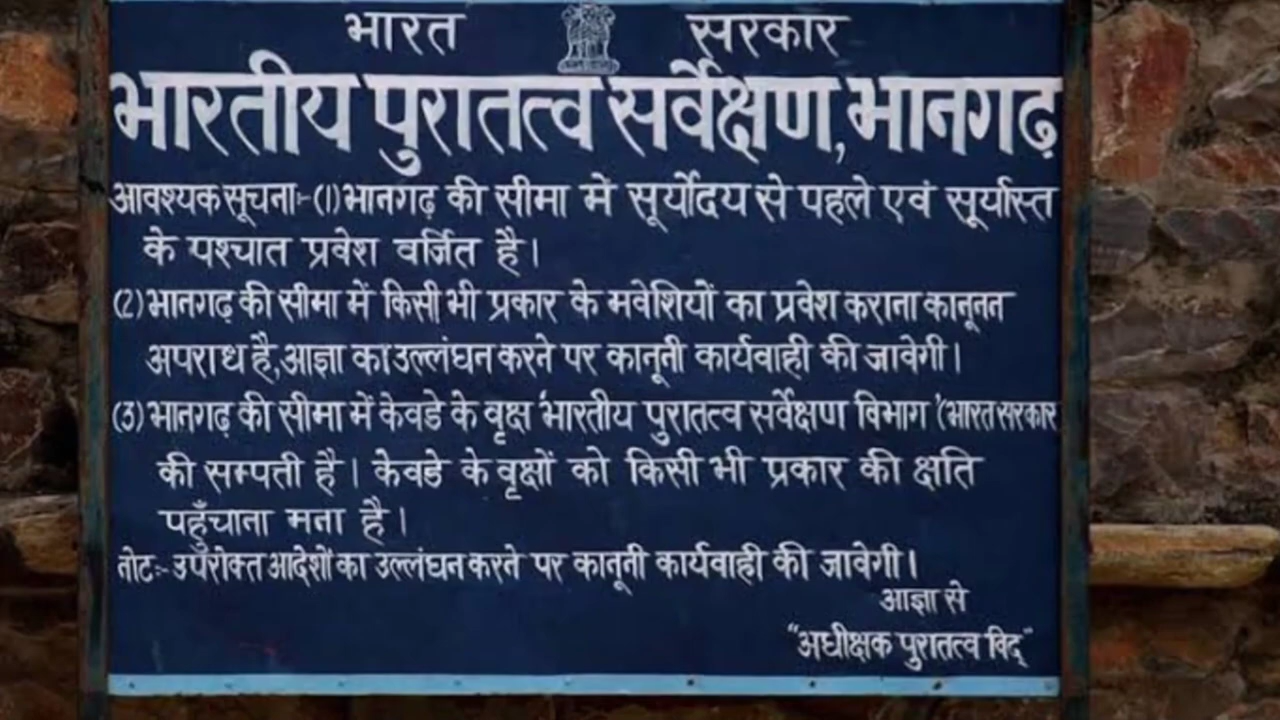 भारत सरकार
भारतीय पुरातत्व सर्वेक्षण, भानगढ़
आवश्यक सूचनाः-(1) भानगढ़ की सीमा में सूर्योदय से पहले एवं सूर्यास्त
के पश्चात प्रवेश वर्जित है।
(2) भानगढ़ की सीमा में किसी भी प्रकार के मवेशियों का प्रवेश कराना कानूनन
अपराध है, आज्ञा का उल्लंघन करने पर कानूनी कार्यवाही की जावेगी।
(3) भानगढ़ की सीमा में केवडे के वृक्ष 'भारतीय पुरातत्व सर्वेक्षण विभाग' (भारत सरकार
की सम्पती है। केवडे के वृक्षों को किसी भी प्रकार की क्षति
पहुँचाना मना है।
नोटः- उपरोक्त आदेशों का उल्लंघन करने पर कानूनी कार्यवाही की जावेगी।
आज्ञा से
"अधीक्षक पुरातत्व विद्"